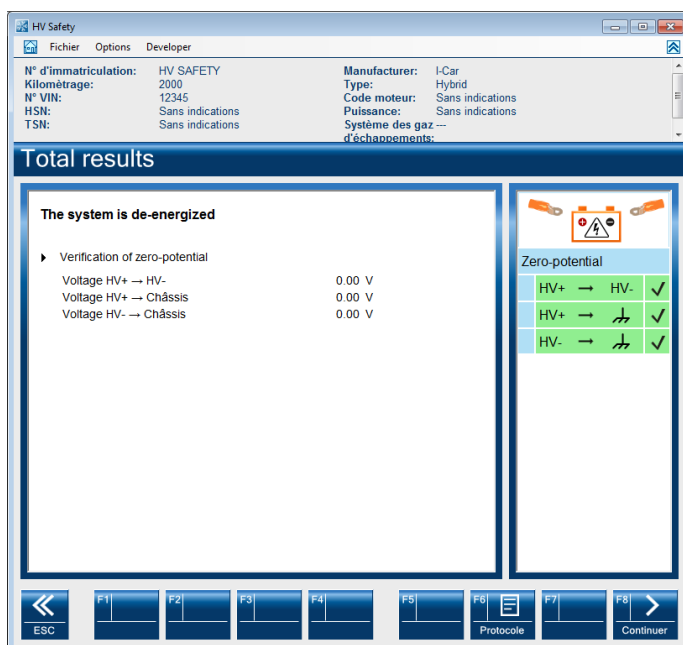 HV Safety
Fichier Options Developer
N° d'immatriculation: HV SAFETY Manufacturer: I-Car
Kilomètrage: 2000 Type: Hybrid
N° VIN: 12345 Code moteur: Sans indications
HSN: Sans indications Puissance: Sans indications
TSN: Sans indications Système des gaz ---
d'échappements:
Total results
The system is de-energized
Verification of zero-potential
Voltage HV+ → HV- 0.00 V
Voltage HV+ → Châssis 0.00 V
Voltage HV- → Châssis 0.00 V
Zero-potential
HV+ → HV- ✓
HV+ → ✓
HV- → ✓
ESC
F1
F2
F3
F4
F5
F6 Protocole
F7
F8 Continuer